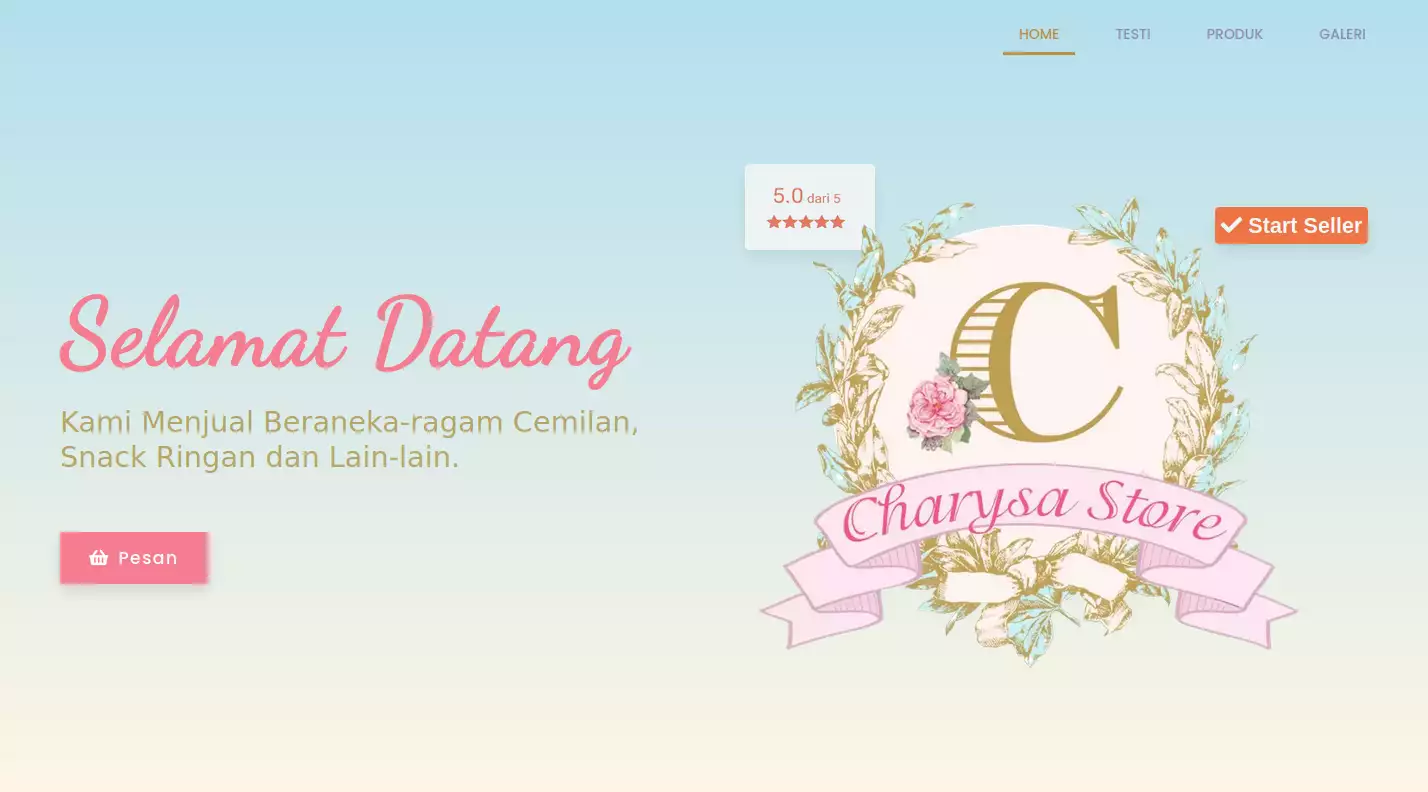 HOME TESTI PRODUK GALERI
5.0 dari 5
Start Seller
C
Charysa Store
Selamat Datang
Kami Menjual Beraneka-ragam Cemilan,
Snack Ringan dan Lain-lain.
Pesan